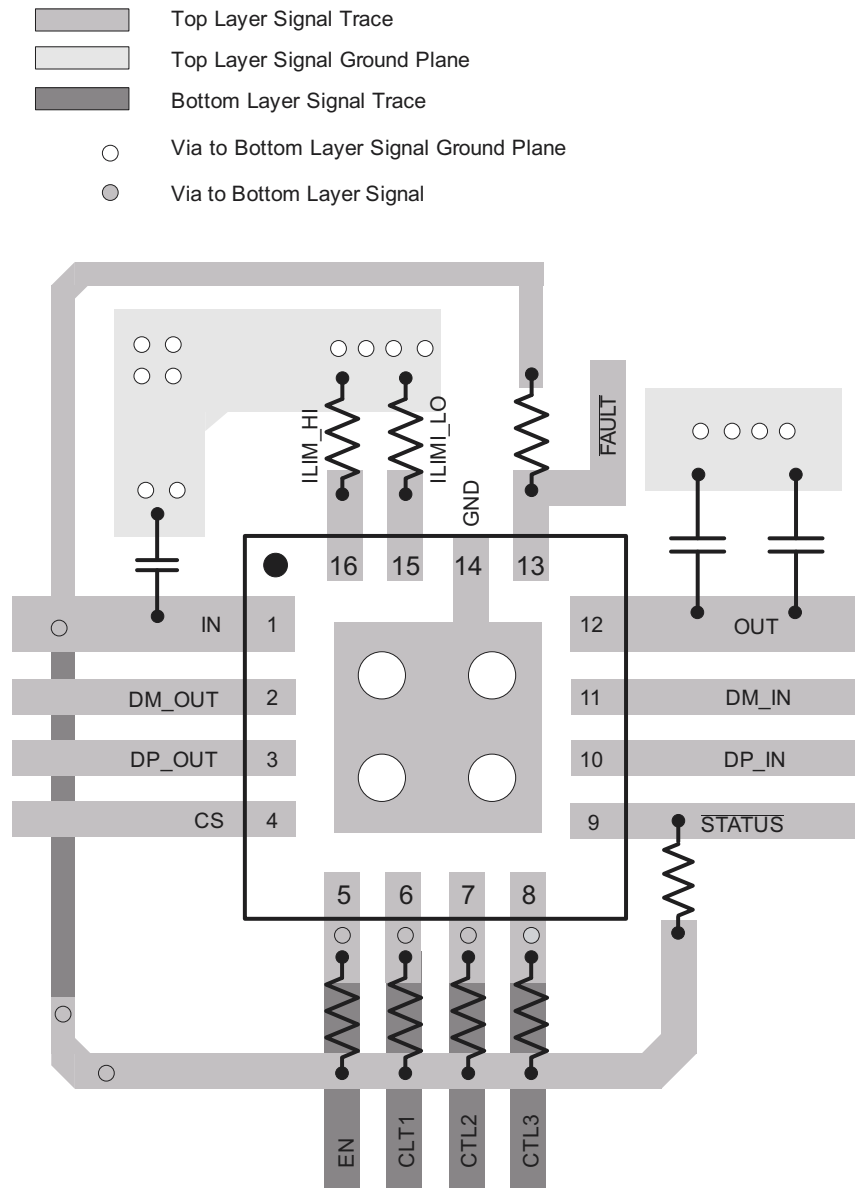 Top Layer Signal Trace
Top Layer Signal Ground Plane
Bottom Layer Signal Trace
Via to Bottom Layer Signal Ground Plane
Via to Bottom Layer Signal
ILIM_HI
ILIMI_LO
GND
FAULT
16
15
14
13
IN
1
12
OUT
DM_OUT
2
11
DM_IN
DP_OUT
3
10
DP_IN
CS
4
9
STATUS
5
6
7
8
EN
CLT1
CTL2
CTL3